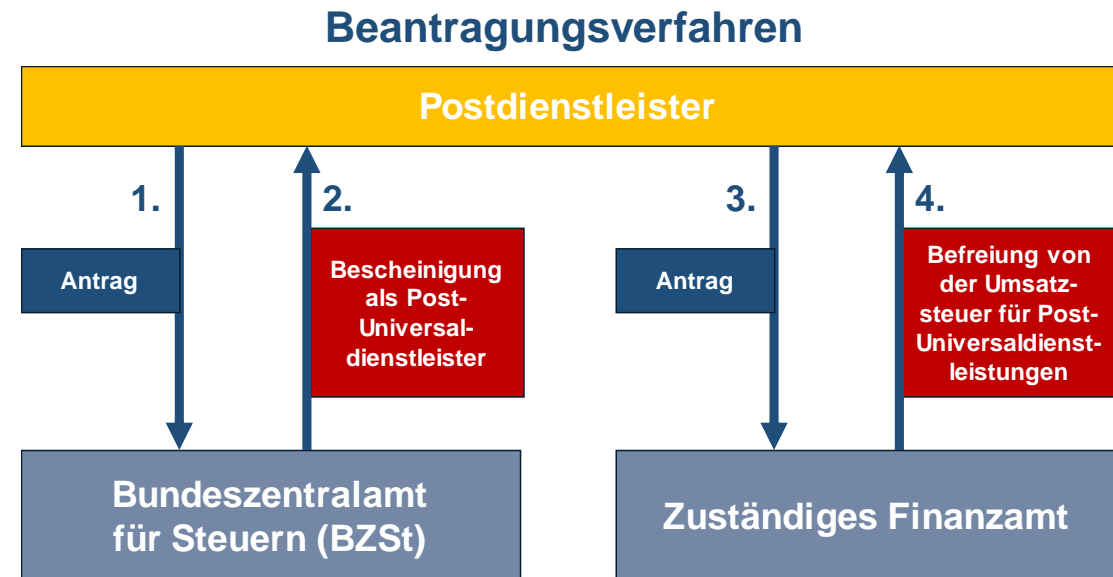 Beantragungsverfahren
Postdienstleister
1.
2.
3.
4.
Antrag
Bescheinigung
als Post-
Universal-
dienstleister
Antrag
Befreiung von
der Umsatz-
steuer für Post-
Universaldienst-
leistungen
Bundeszentralamt
für Steuern (BZSt)
Zuständiges Finanzamt